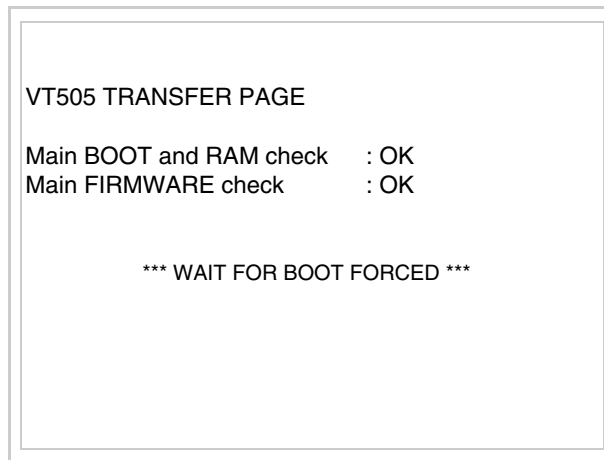 VT505 TRANSFER PAGE
Main BOOT and RAM check : OK
Main FIRMWARE check : OK
*** WAIT FOR BOOT FORCED ***